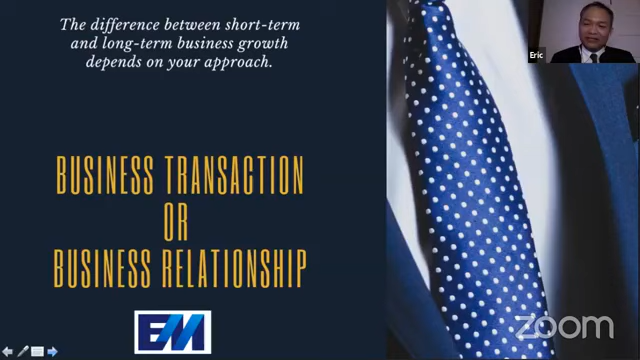 The difference between short-term
and long-term business growth
depends on your approach.
Eric
BUSINESS TRANSACTION
OR
BUSINESS RELATIONSHIP
EM
zoom